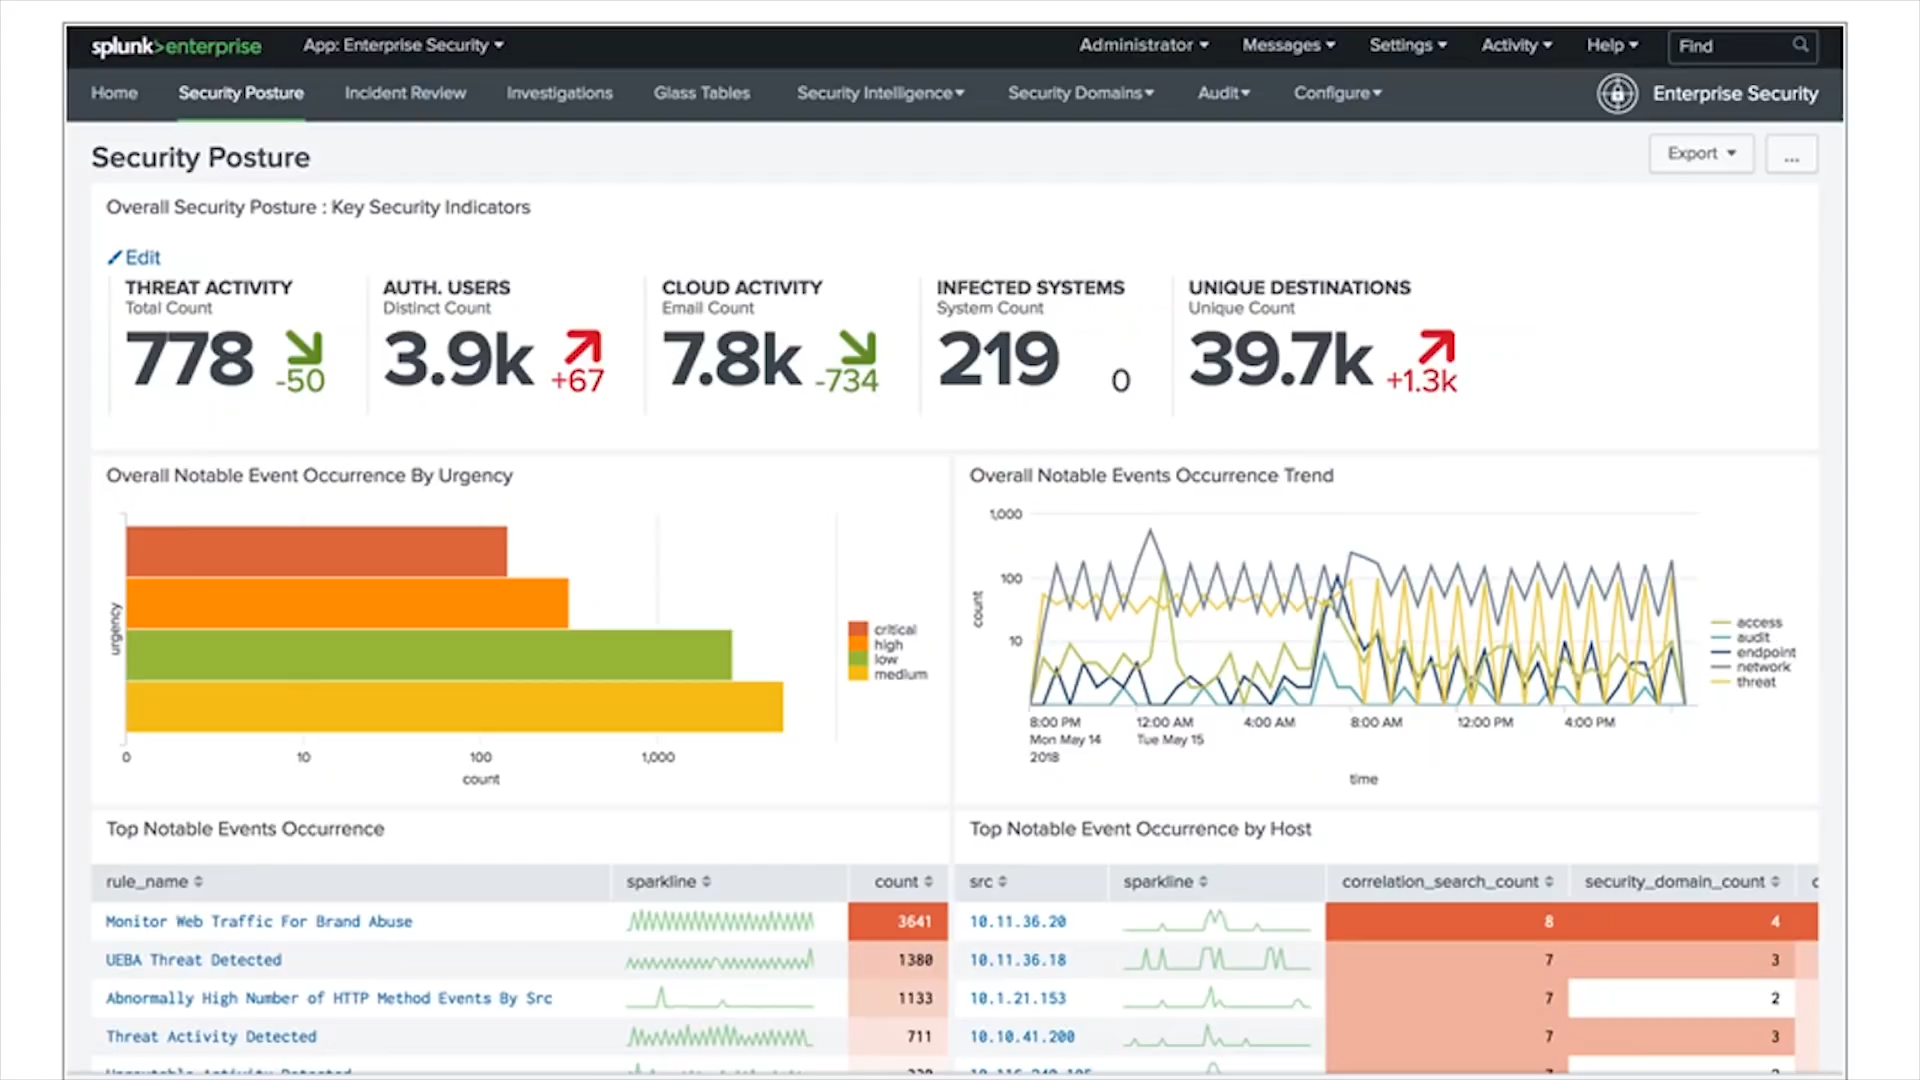 splunk>enterprise App: Enterprise Security Administrator Messages Settings Activity Help Find
Home Security Posture Incident Review Investigations Glass Tables Security Intelligence Security Domains Audit Configure Enterprise Security
Security Posture Export ...
Overall Security Posture : Key Security Indicators
Edit
THREAT ACTIVITY
Total Count
778 -50
AUTH. USERS
Distinct Count
3.9k +67
CLOUD ACTIVITY
Email Count
7.8k -734
INFECTED SYSTEMS
System Count
219 0
UNIQUE DESTINATIONS
Unique Count
39.7k +1.3k
Overall Notable Event Occurrence By Urgency
urgency
critical
high
low
medium
0 10 100 1,000
count
Overall Notable Events Occurrence Trend
1,000
100
10
count
access
audit
endpoint
network
threat
8:00 PM 12:00 AM 4:00 AM 8:00 AM 12:00 PM 4:00 PM
Mon May 14 Tue May 15
2018
time
Top Notable Events Occurrence
rule_name sparkline count
Monitor Web Traffic For Brand Abuse 3641
UEBA Threat Detected 1380
Abnormally High Number of HTTP Method Events By Src 1133
Threat Activity Detected 711
Top Notable Event Occurrence by Host
src sparkline correlation_search_count security_domain_count
10.11.36.20 8 4
10.11.36.18 7 3
10.1.21.153 7 2
10.10.41.200 7 3